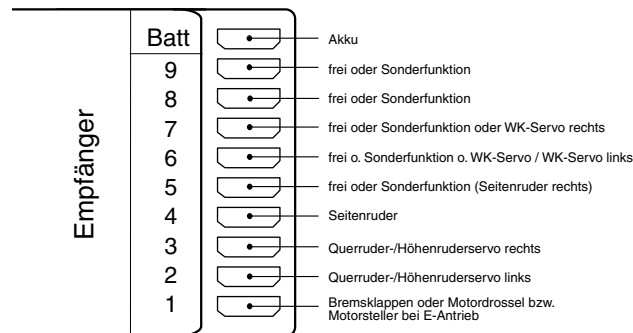 Empfänger
Batt Akku
9 frei oder Sonderfunktion
8 frei oder Sonderfunktion
7 frei oder Sonderfunktion oder WK-Servo rechts
6 frei o. Sonderfunktion o. WK-Servo / WK-Servo links
5 frei oder Sonderfunktion (Seitenruder rechts)
4 Seitenruder
3 Querruder-/Höhenruderservo rechts
2 Querruder-/Höhenruderservo links
1 Bremsklappen oder Motordrossel bzw.
Motorsteller bei E-Antrieb